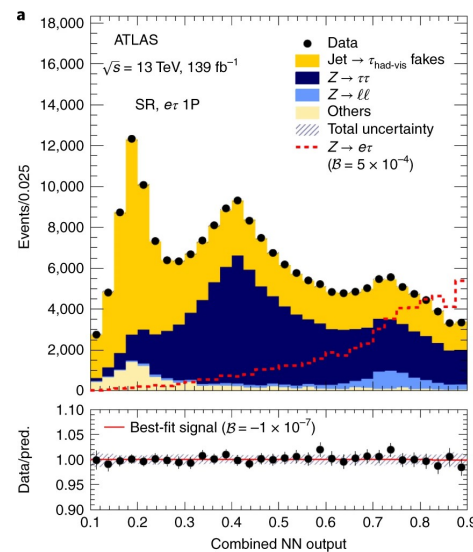 a
18,000
16,000
14,000
12,000
10,000
8,000
6,000
4,000
2,000
0
Events/0.025
ATLAS
√s = 13 TeV, 139 fb⁻¹
SR, eτ 1P
Data
Jet → τhad-vis fakes
Z → ττ
Z → ℓℓ
Others
Total uncertainty
Z → eτ
(B = 5 × 10⁻⁴)
1.10
1.05
1.00
0.95
0.90
Data/pred.
Best-fit signal (B = −1 × 10⁻⁷)
0.1 0.2 0.3 0.4 0.5 0.6 0.7 0.8 0.9
Combined NN output